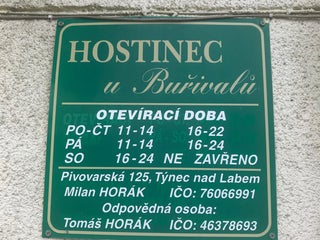 HOSTINEC
u Buřivalů
OTEVÍRACÍ DOBA
PO-ČT 11-14 16-22
PÁ 11-14 16-24
SO 16-24 NE ZAVŘENO
Pivovarská 125, Týnec nad Labem
Milan HORÁK IČO: 76066991
Odpovědná osoba:
Tomáš HORÁK IČO: 46378693